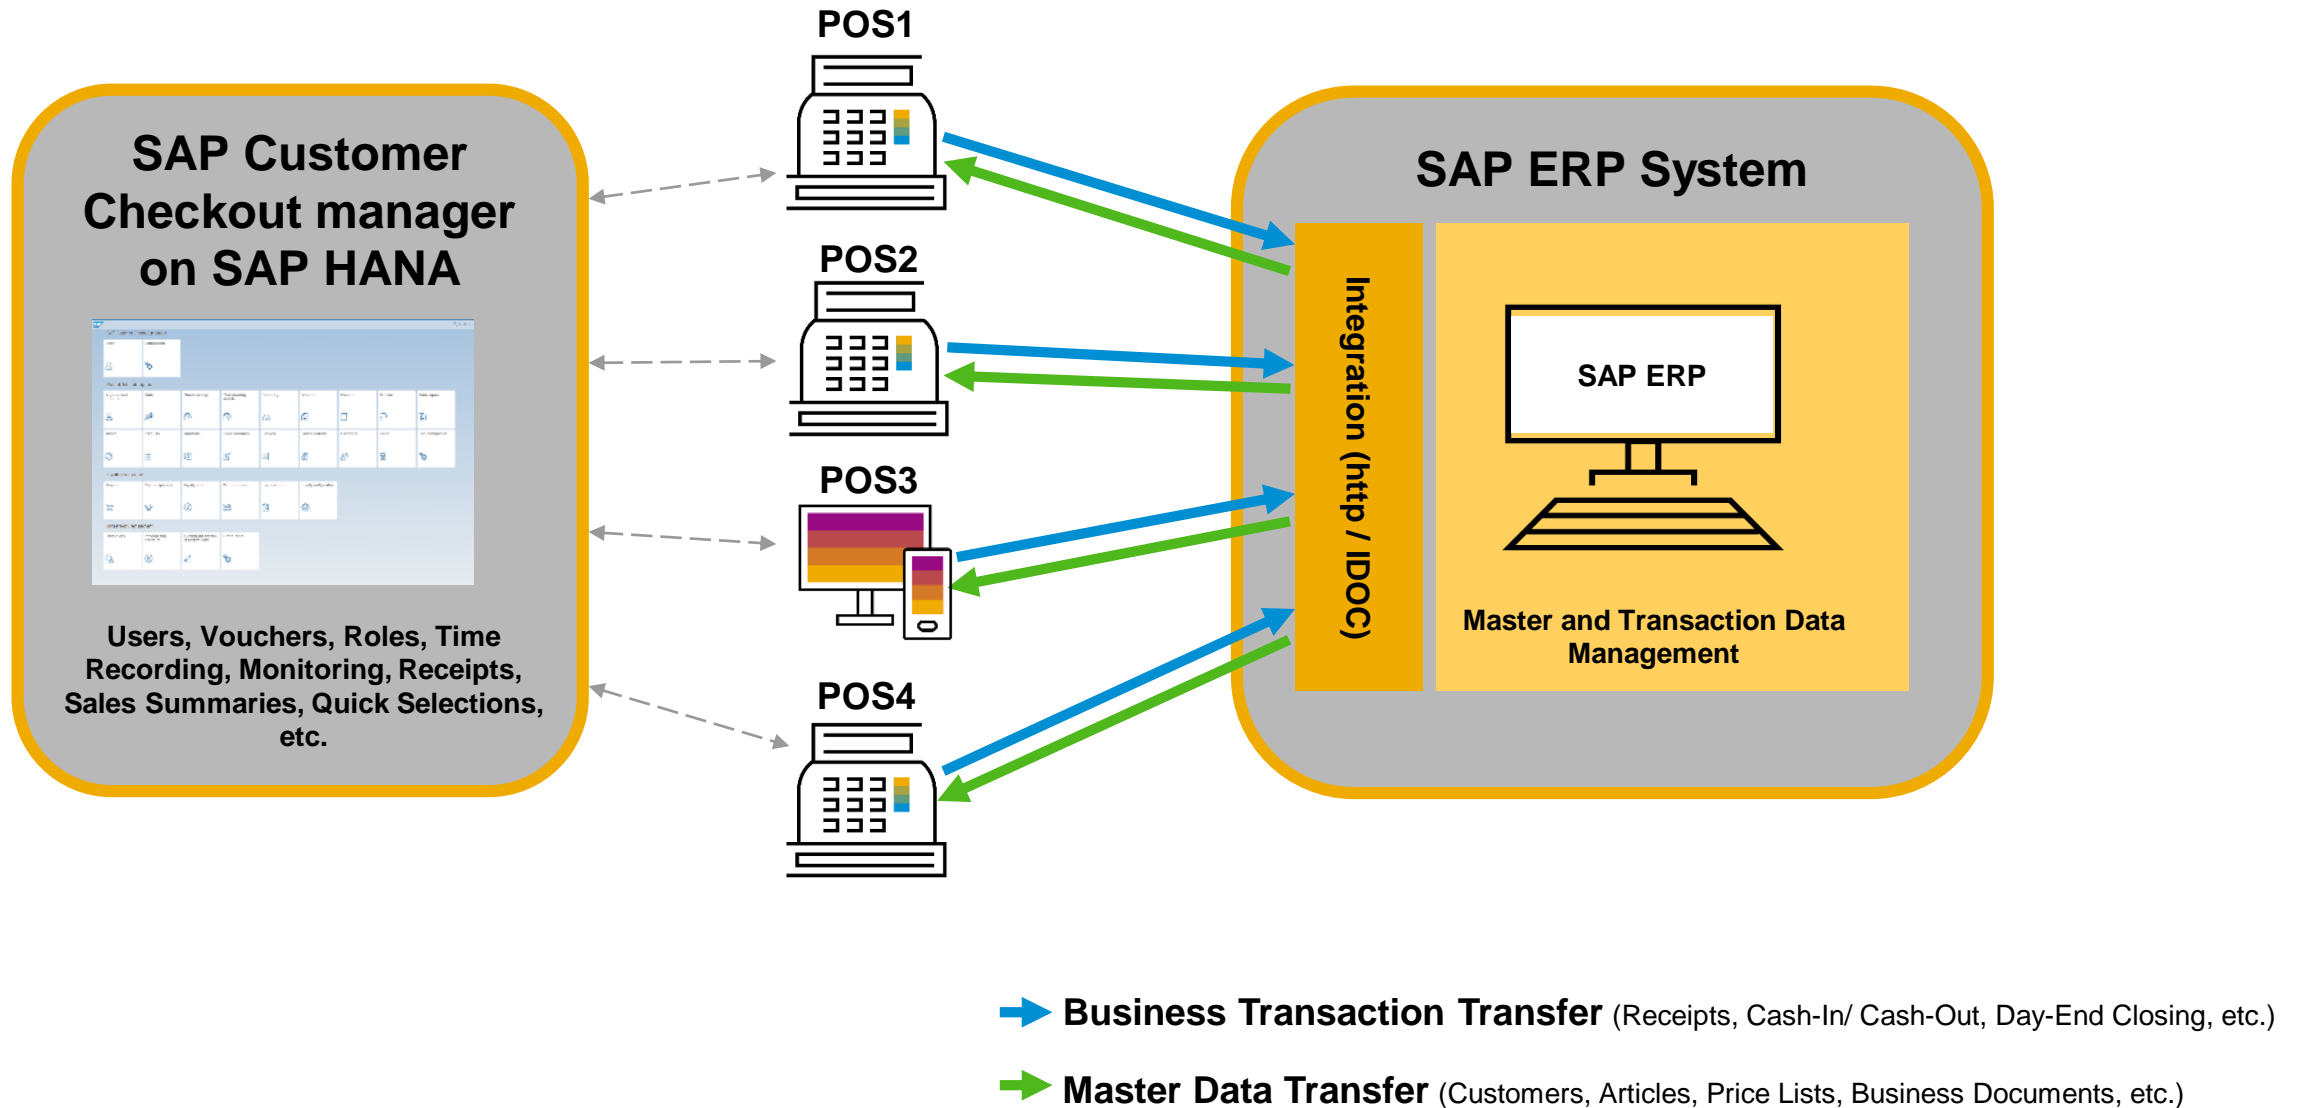 POS1
SAP Customer
Checkout manager
on SAP HANA
Users, Vouchers, Roles, Time
Recording, Monitoring, Receipts,
Sales Summaries, Quick Selections,
etc.
POS2
POS3
POS4
SAP ERP System
Integration (http / IDOC)
SAP ERP
Master and Transaction Data
Management
Business Transaction Transfer (Receipts, Cash-In/ Cash-Out, Day-End Closing, etc.)
Master Data Transfer (Customers, Articles, Price Lists, Business Documents, etc.)